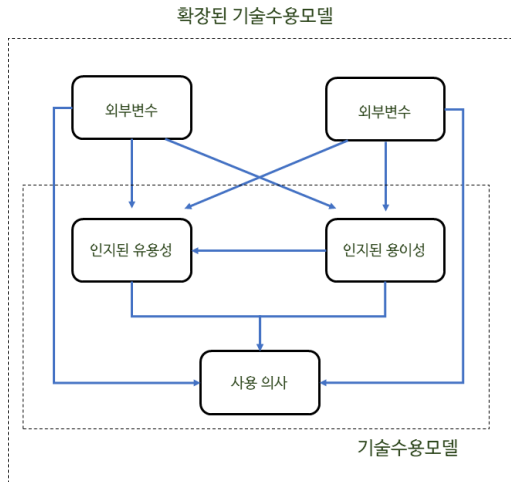 확장된 기술수용모델
외부변수
외부변수
인지된 유용성
인지된 용이성
사용 의사
기술수용모델